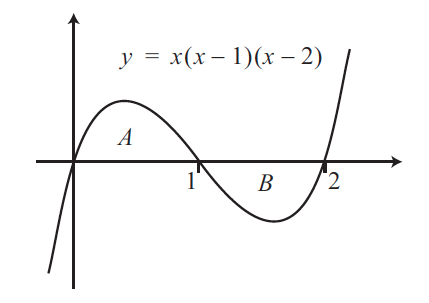 y = x(x – 1)(x – 2)
A
1
B
2